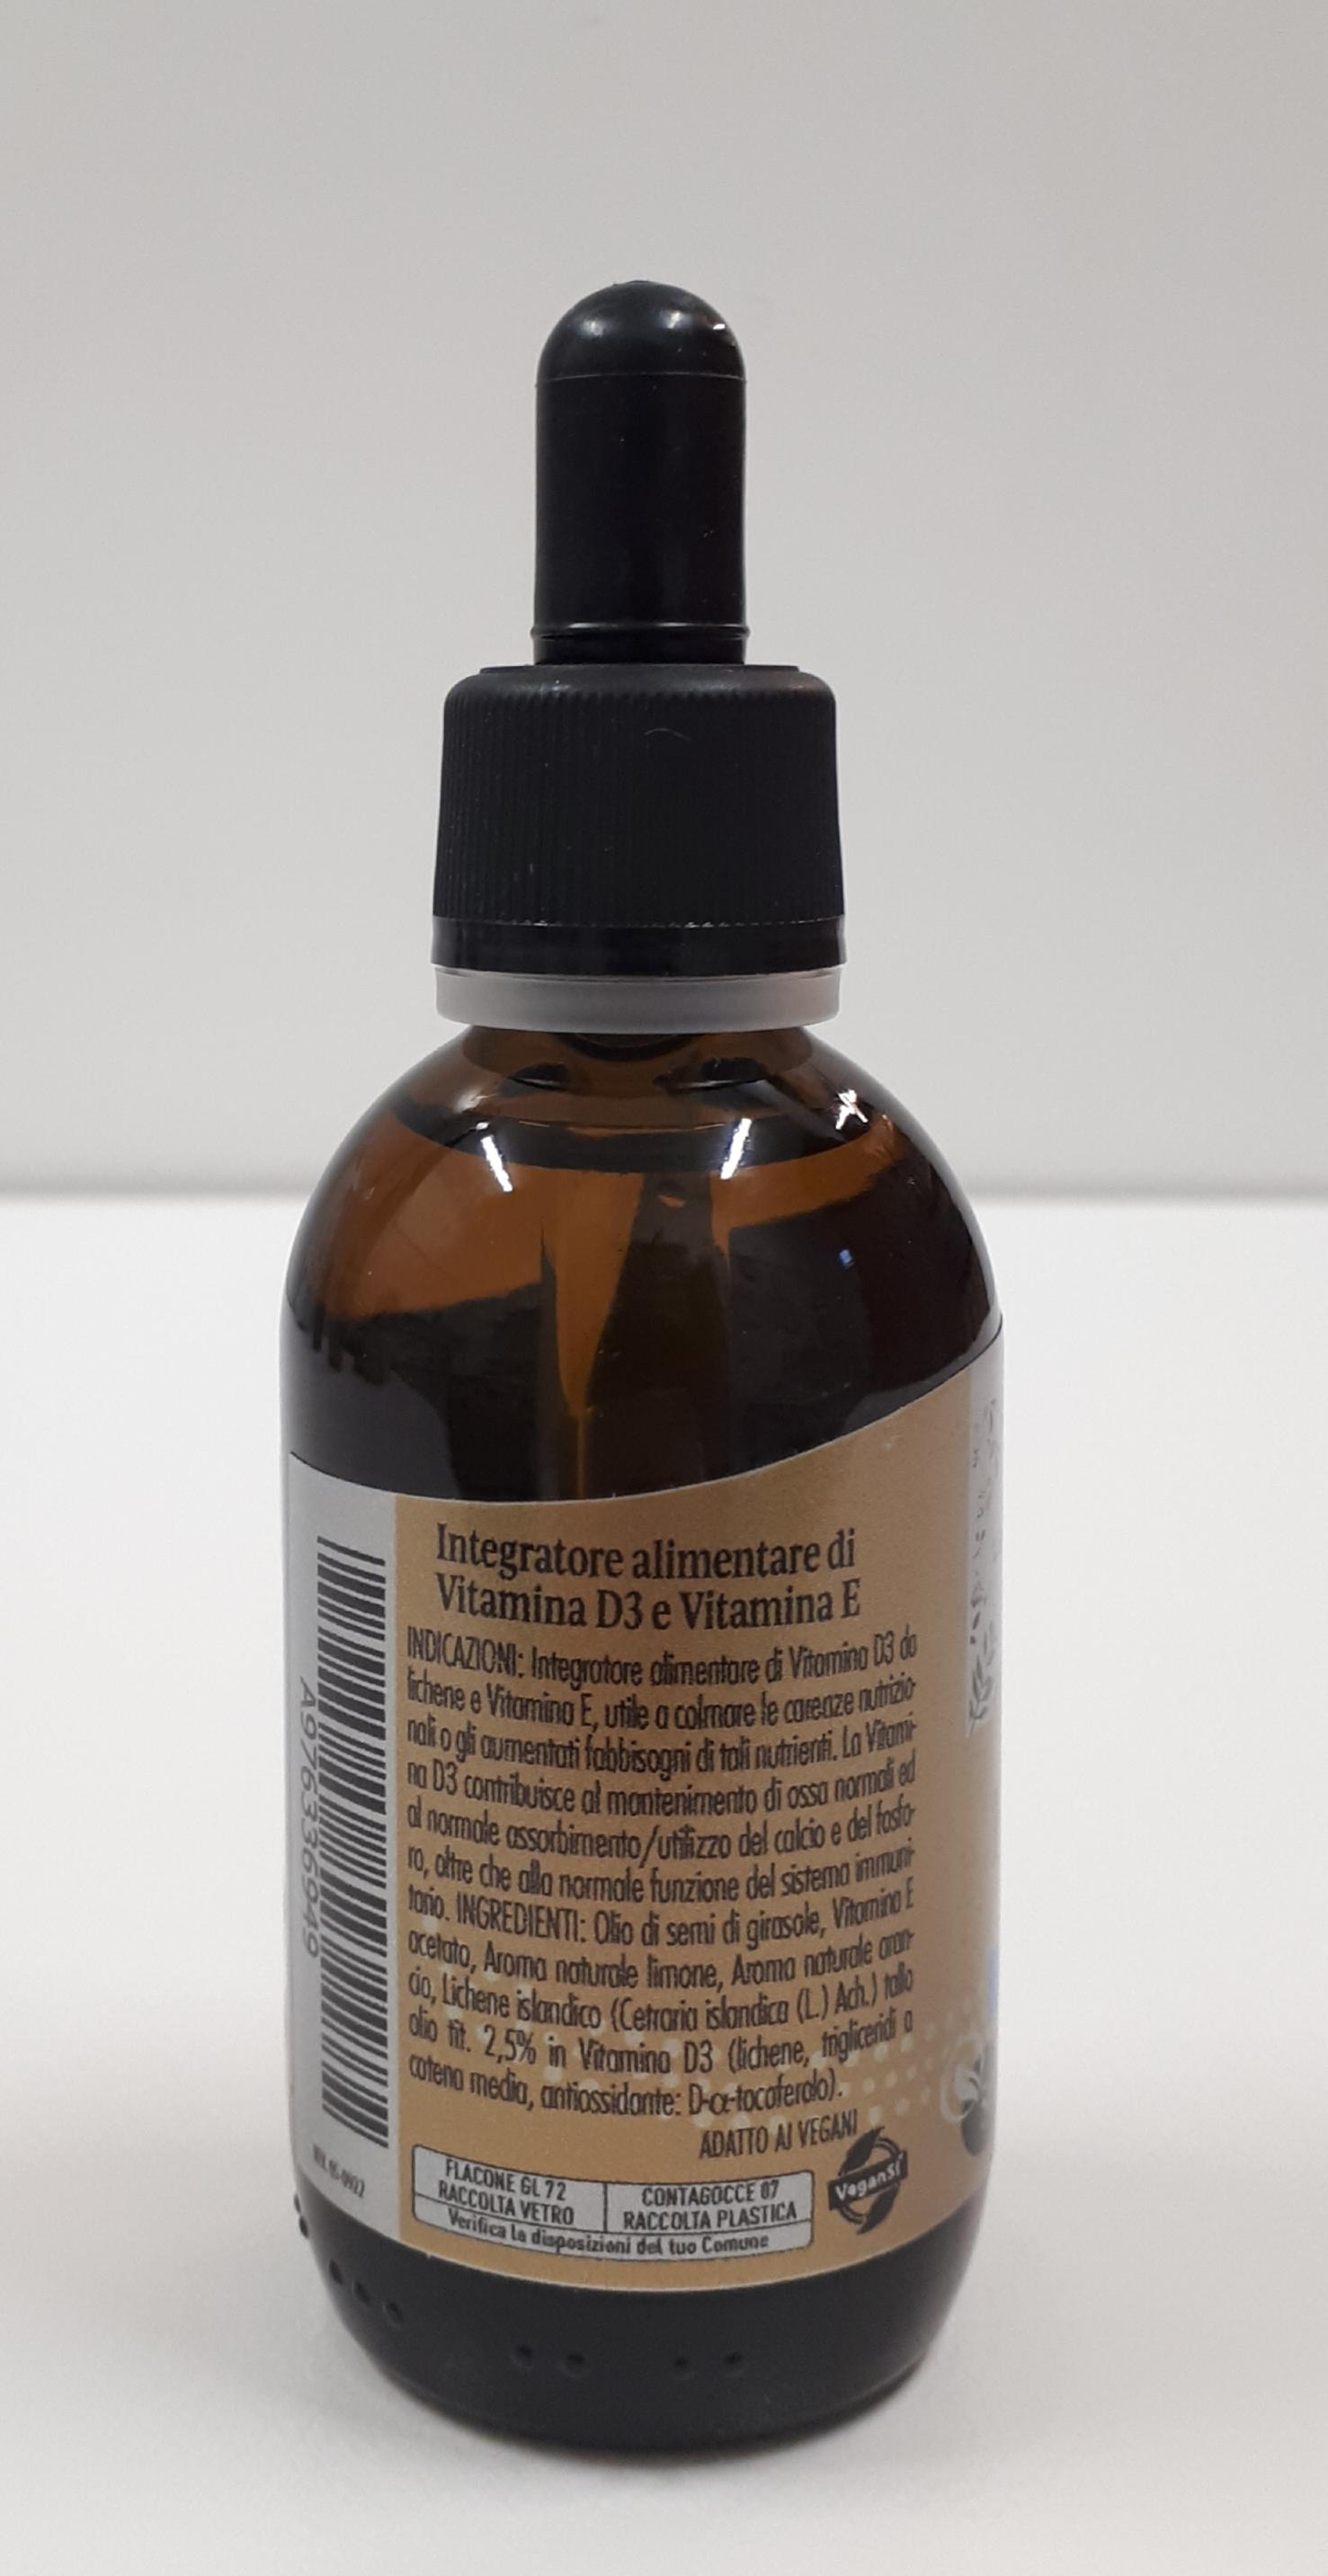 Integratore alimentare di
Vitamina D3 e Vitamina E
INDICAZIONI: Integratore alimentare di Vitamina D3 da
lichene e Vitamina E, utile a colmare le carenze nutrizio-
nali o gli aumentati fabbisogni di tali nutrienti. La Vitami-
na D3 contribuisce al mantenimento di ossa normali ed
al normale assorbimento/utilizzo del calcio e del fosfo-
ro, oltre che alla normale funzione del sistema immuni-
tario. INGREDIENTI: Olio di semi di girasole, Vitamina E
acetato, Aroma naturale limone, Aroma naturale aran-
cio, Lichene islandico (Cetraria islandica (L.) Ach.) tallo
olio tit. 2,5% in Vitamina D3 (lichene, trigliceridi a
catena media, antiossidante: D-α-tocoferolo).
ADATTO AI VEGANI
VeganSì
FLACONE GL 72
RACCOLTA VETRO
CONTAGOCCE 07
RACCOLTA PLASTICA
Verifica le disposizioni del tuo Comune
A976336949